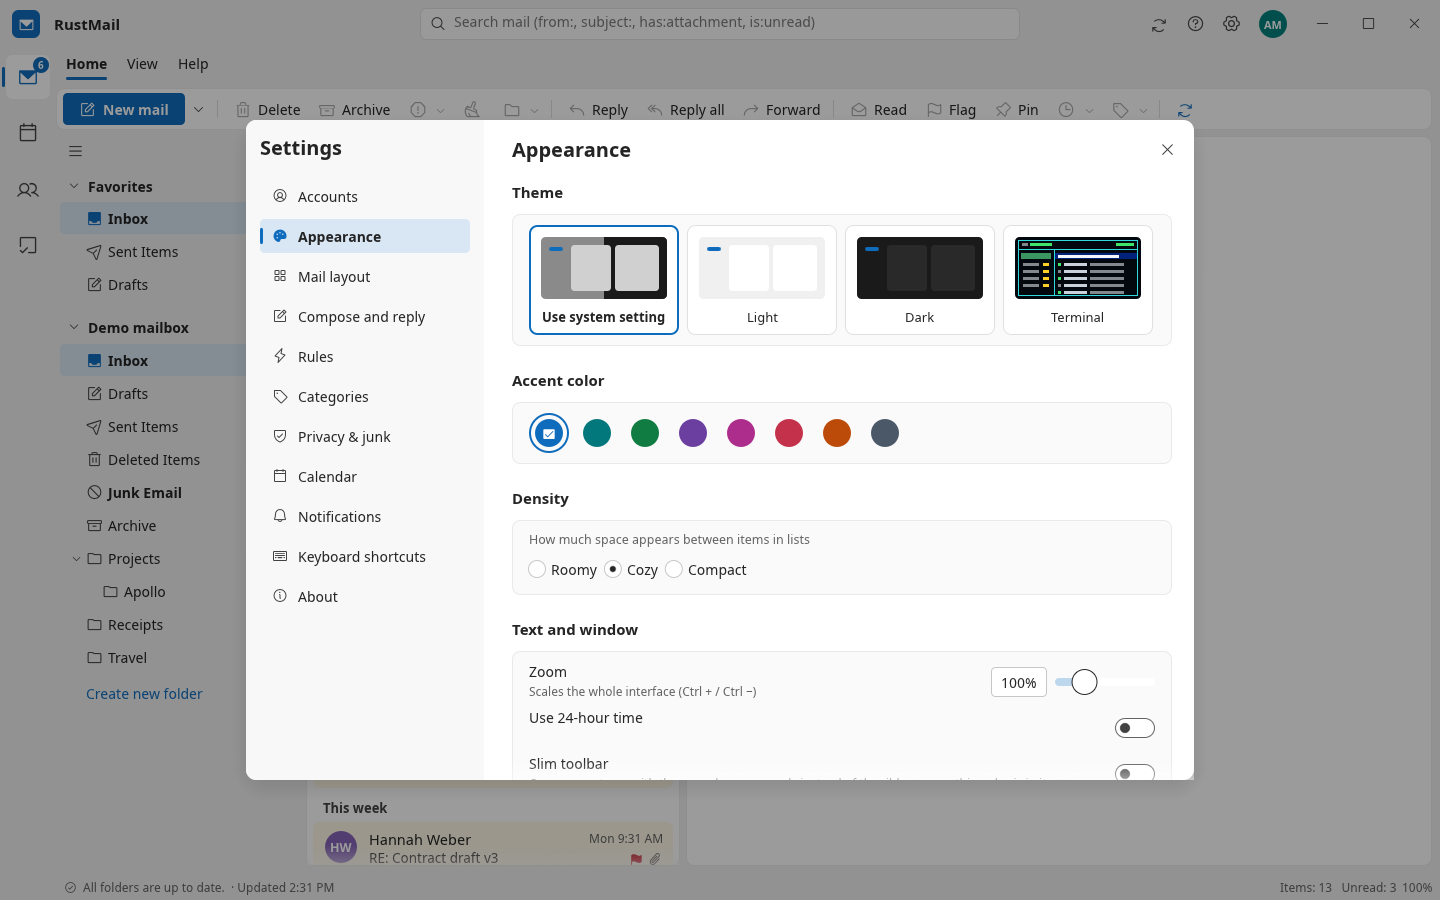 RustMail
Search mail (from:, subject:, has:attachment, is:unread)
AM
6
Home View Help
New mail Delete Archive Reply Reply all Forward Read Flag Pin
Favorites
Inbox
Sent Items
Drafts
Demo mailbox
Inbox
Drafts
Sent Items
Deleted Items
Junk Email
Archive
Projects
Apollo
Receipts
Travel
Create new folder
Settings
Accounts
Appearance
Mail layout
Compose and reply
Rules
Categories
Privacy & junk
Calendar
Notifications
Keyboard shortcuts
About
Appearance
Theme
Use system setting Light Dark Terminal
Accent color
Density
How much space appears between items in lists
Roomy Cozy Compact
Text and window
Zoom
Scales the whole interface (Ctrl + / Ctrl −)
100%
Use 24-hour time
Slim toolbar
This week
HW
Hannah Weber Mon 9:31 AM
RE: Contract draft v3
All folders are up to date. · Updated 2:31 PM
Items: 13 Unread: 3 100%